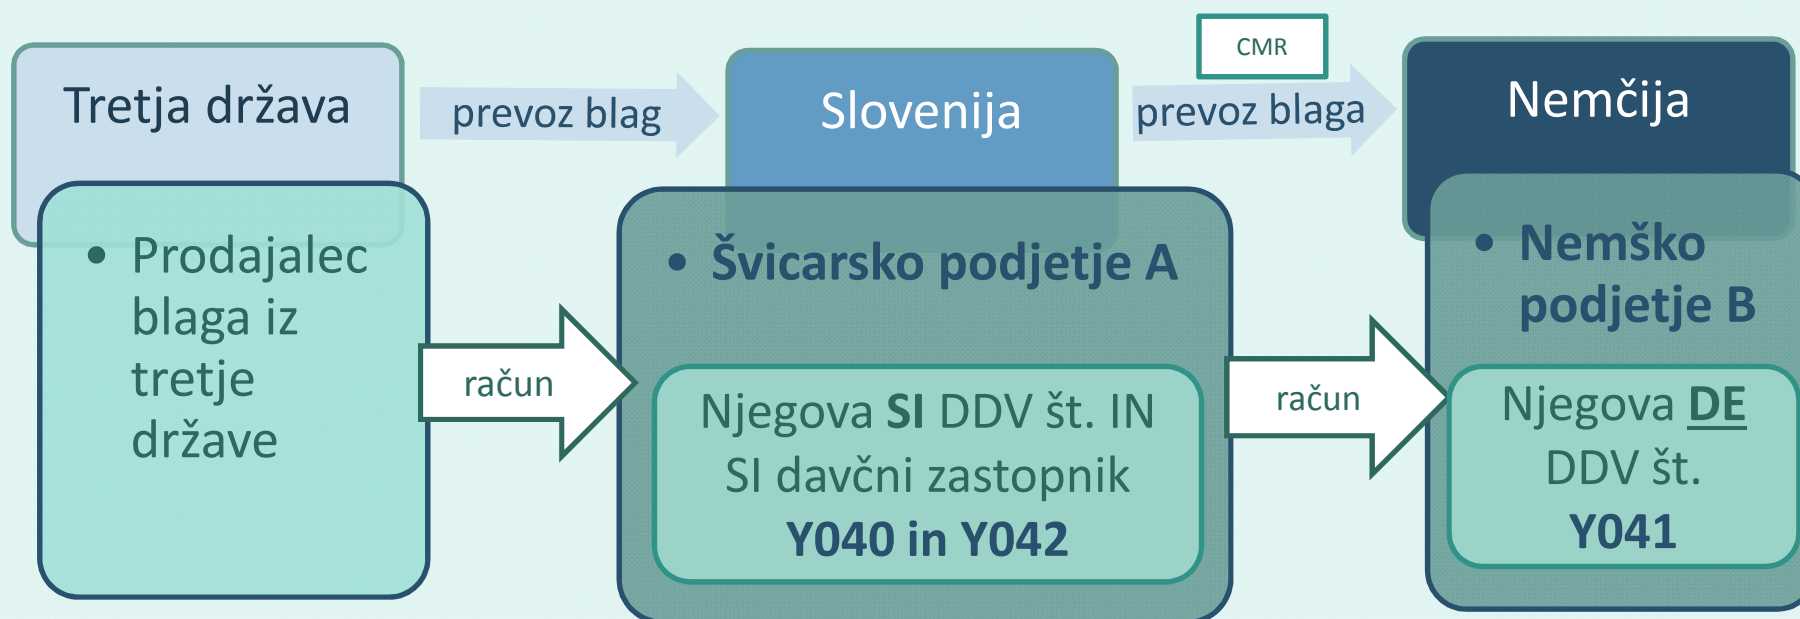 Tretja država
prevoz blag
Slovenija
CMR
prevoz blaga
Nemčija
• Prodajalec
blaga iz
tretje
države
račun
• Švicarsko podjetje A
Njegova SI DDV št. IN
SI davčni zastopnik
Y040 in Y042
račun
• Nemško
podjetje B
Njegova DE
DDV št.
Y041